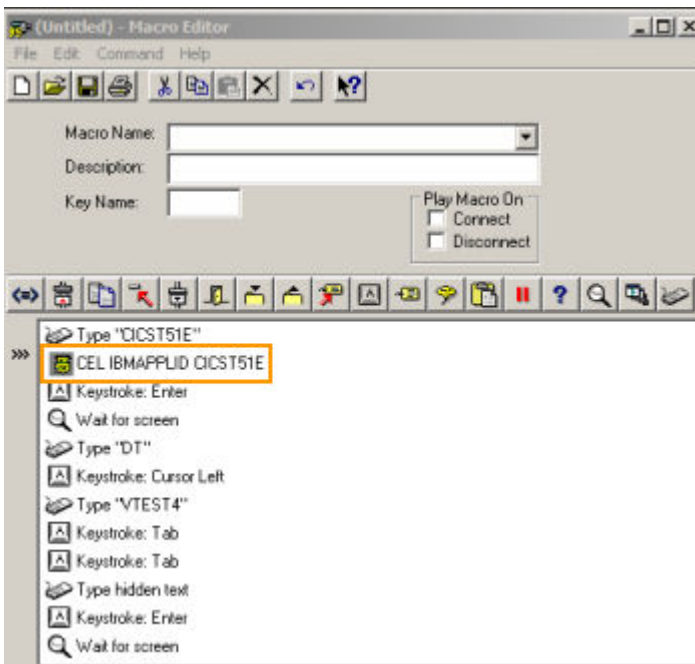 (Untitled) - Macro Editor
File Edit Command Help
Macro Name:
Description:
Key Name:
Play Macro On
Connect
Disconnect
Type "CICST51E"
CEL IBMAPPLID CICST51E
Keystroke: Enter
Wait for screen
Type "DT"
Keystroke: Cursor Left
Type "VTEST4"
Keystroke: Tab
Keystroke: Tab
Type hidden text
Keystroke: Enter
Wait for screen